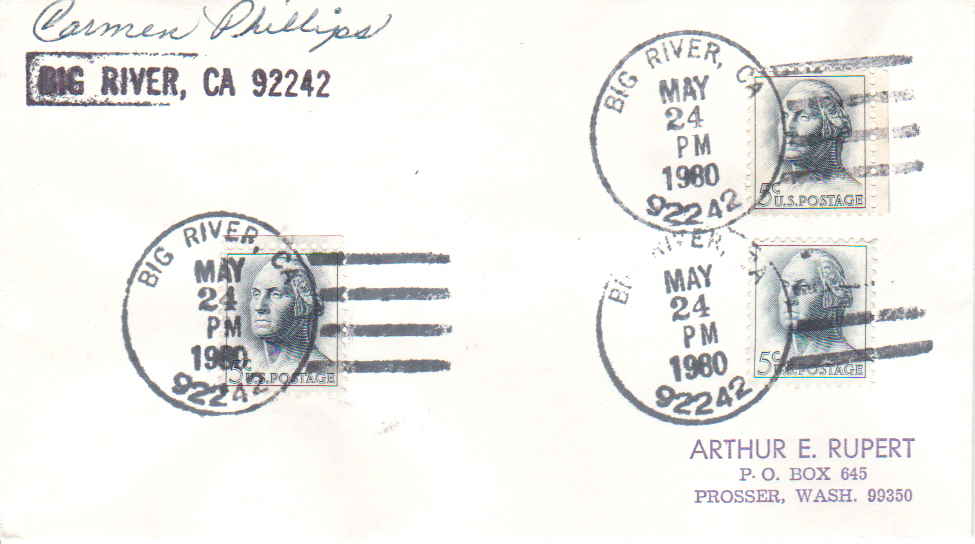 Carmen Phillips
BIG RIVER, CA 92242
BIG RIVER, CA
MAY
24
PM
1980
92242
5c
U.S.POSTAGE
BIG RIVER, CA
MAY
24
PM
1980
92242
5c
U.S.POSTAGE
RIVER,
MAY
24
PM
1980
92242
5c
U.S.POSTAGE
ARTHUR E. RUPERT
P. O. BOX 645
PROSSER, WASH. 99350